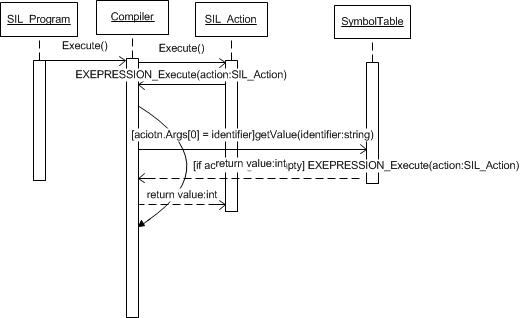 SIL_Program
Compiler
SIL_Action
SymbolTable
Execute()
Execute()
EXEPRESSION_Execute(action:SIL_Action)
[aciotn.Args[0] = identifier]getValue(identifier:string)
return value:int
[if ac pty] EXEPRESSION_Execute(action:SIL_Action)
return value:int